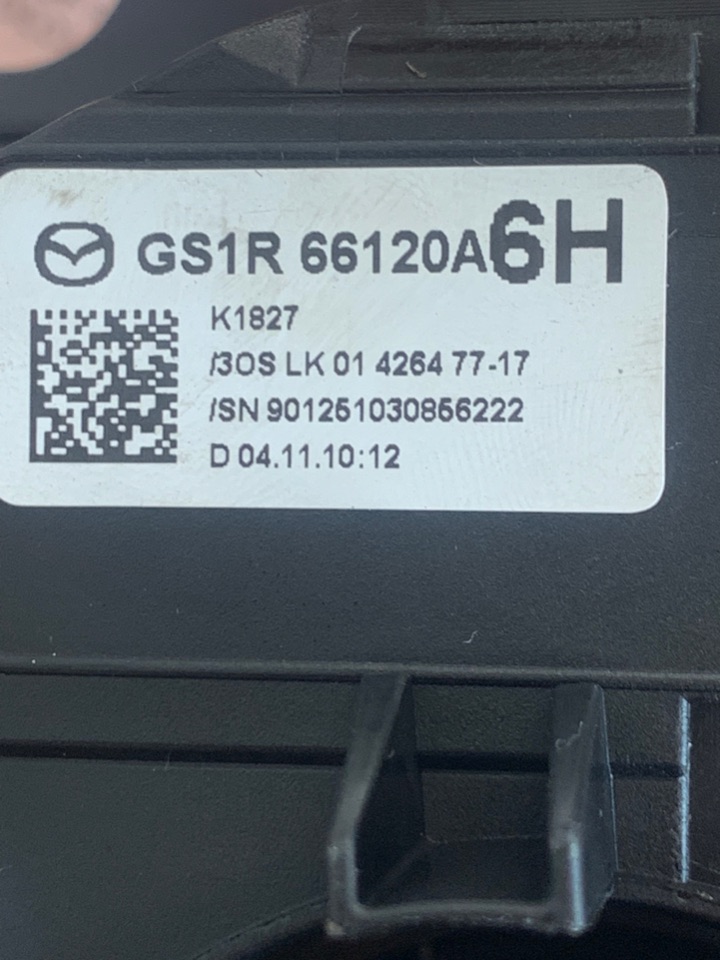 GS1R 66120A6H
K1827
/3OS LK 01 4264 77-17
/SN 901251030856222
D 04.11.10:12